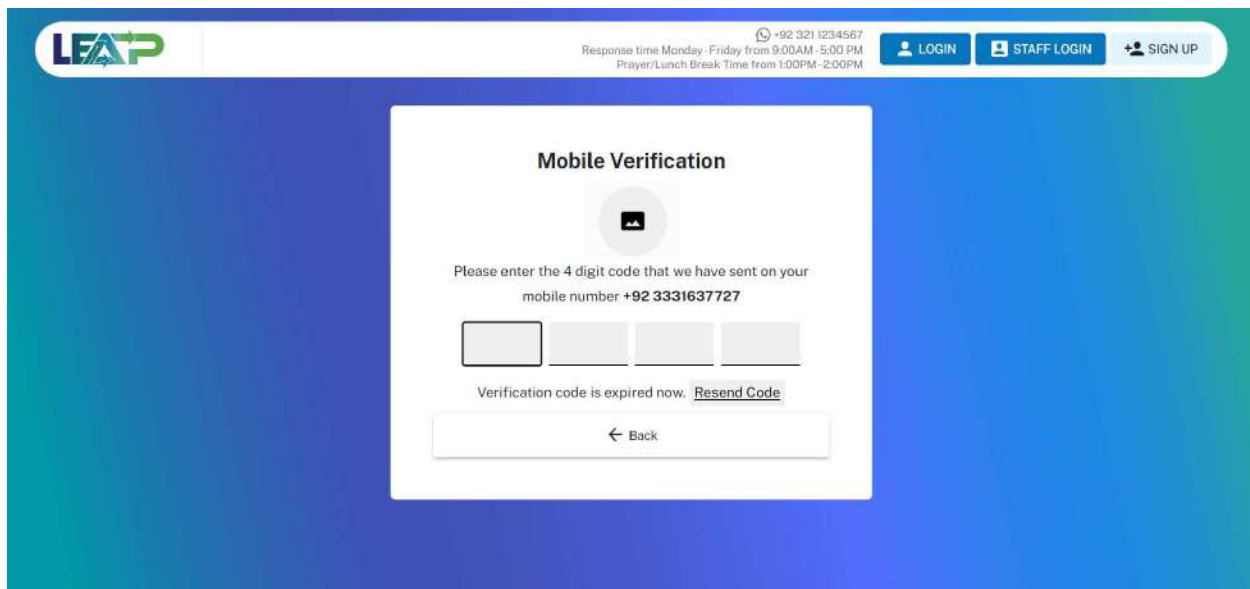 LEAP
+92 321 1234567
Response time Monday-Friday from 9:00AM-5:00 PM
Prayer/Lunch Break Time from 1:00PM-2:00PM
LOGIN
STAFF LOGIN
SIGN UP
Mobile Verification
Please enter the 4 digit code that we have sent on your
mobile number +92 3331637727
Verification code is expired now. Resend Code
Back